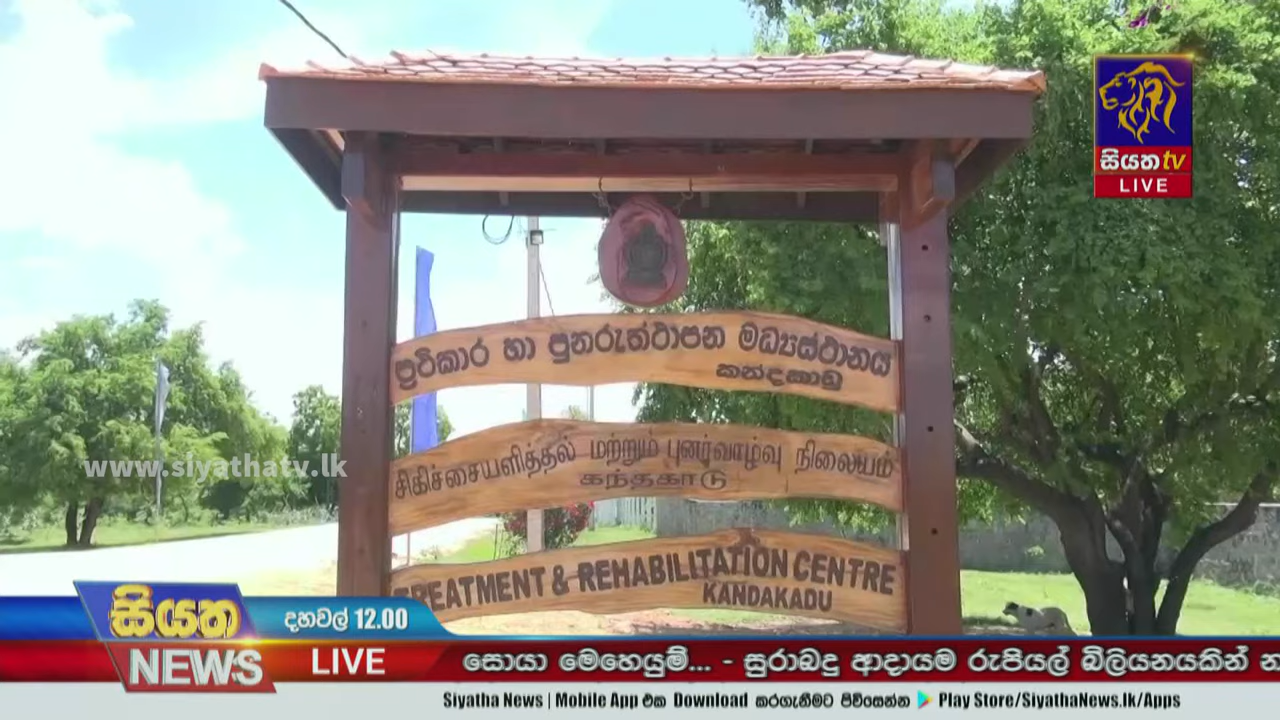 සියත tv
LIVE
ප්‍රතිකාර හා පුනරුත්ථාපන මධ්‍යස්ථානය
කන්දකාඩු
சிகிச்சையளித்தல் மற்றும் புனர்வாழ்வு நிலையம்
கந்தகாடு
TREATMENT & REHABILITATION CENTRE
KANDAKADU
www.siyathatv.lk
සියත
NEWS
දහවල් 12.00
LIVE
සොයා මෙහෙයුම්... - සුරාබදු ආදායම රුපියල් බිලියනයකින්
Siyatha News | Mobile App එක Download කරගැනීමට පිවිසෙන්න Play Store/SiyathaNews.lk/Apps